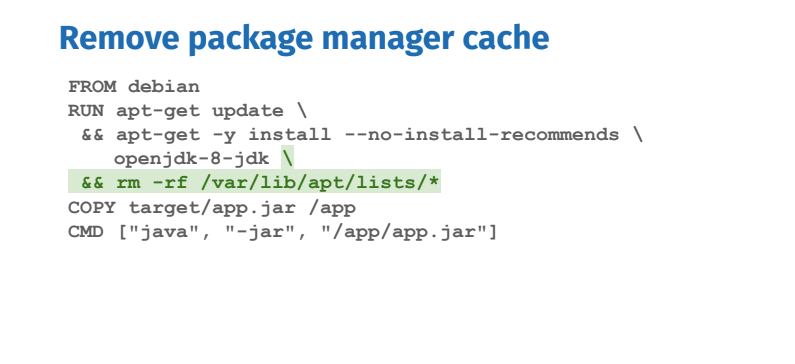 Remove package manager cache
FROM debian
RUN apt-get update \
 && apt-get -y install --no-install-recommends \
    openjdk-8-jdk \
 && rm -rf /var/lib/apt/lists/*
COPY target/app.jar /app
CMD ["java", "-jar", "/app/app.jar"]